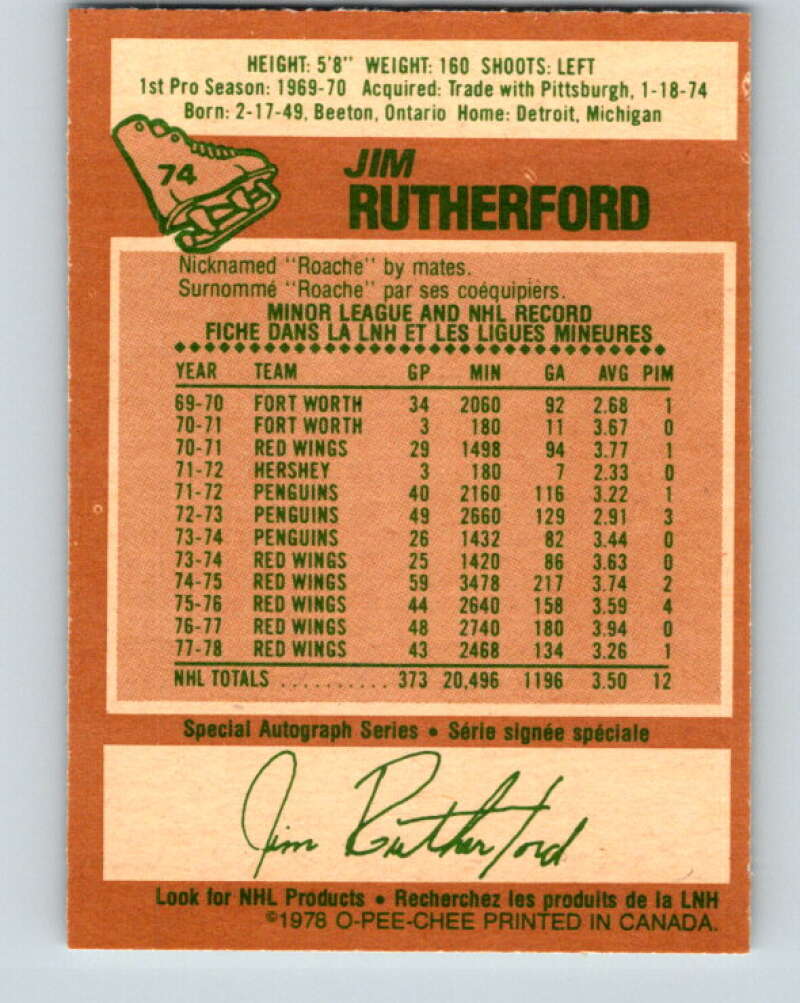 HEIGHT: 5'8" WEIGHT: 160 SHOOTS: LEFT
1st Pro Season: 1969-70 Acquired: Trade with Pittsburgh, 1-18-74
Born: 2-17-49, Beeton, Ontario Home: Detroit, Michigan
74
JIM
RUTHERFORD
Nicknamed "Roache" by mates.
Surnommé "Roache" par ses coéquipiers.
MINOR LEAGUE AND NHL RECORD
FICHE DANS LA LNH ET LES LIGUES MINEURES
YEAR TEAM GP MIN GA AVG PIM
69-70 FORT WORTH 34 2060 92 2.68 1
70-71 FORT WORTH 3 180 11 3.67 0
70-71 RED WINGS 29 1498 94 3.77 1
71-72 HERSHEY 3 180 7 2.33 0
71-72 PENGUINS 40 2160 116 3.22 1
72-73 PENGUINS 49 2660 129 2.91 3
73-74 PENGUINS 26 1432 82 3.44 0
73-74 RED WINGS 25 1420 86 3.63 0
74-75 RED WINGS 59 3478 217 3.74 2
75-76 RED WINGS 44 2640 158 3.59 4
76-77 RED WINGS 48 2740 180 3.94 0
77-78 RED WINGS 43 2468 134 3.26 1
NHL TOTALS .......... 373 20,496 1196 3.50 12
Special Autograph Series • Série signée spéciale
Jim Rutherford
Look for NHL Products • Recherchez les produits de la LNH
©1978 O-PEE-CHEE PRINTED IN CANADA.